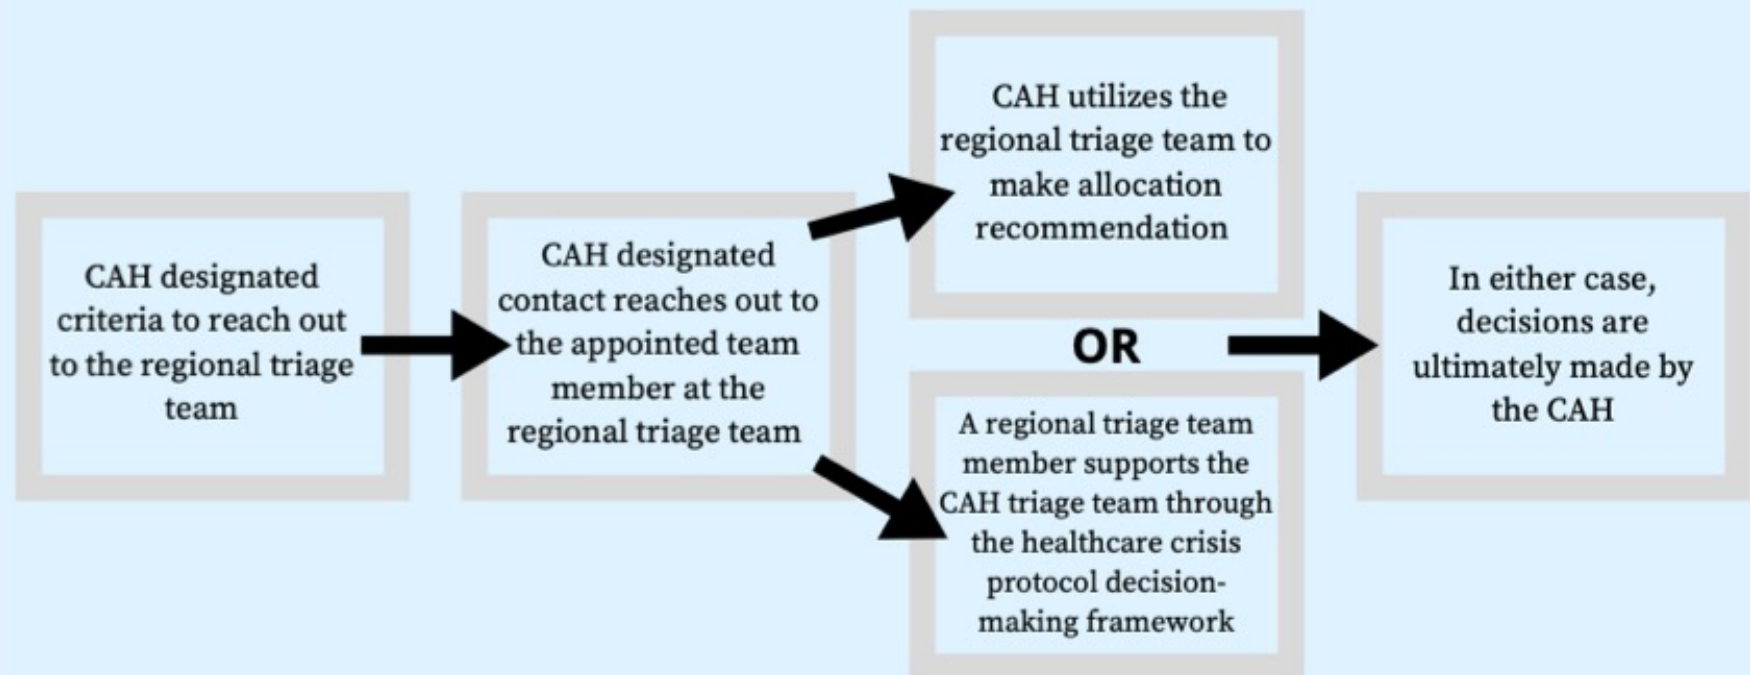 CAH designated
criteria to reach out
to the regional triage
team
CAH designated
contact reaches out to
the appointed team
member at the
regional triage team
CAH utilizes the
regional triage team to
make allocation
recommendation
OR
A regional triage team
member supports the
CAH triage team through
the healthcare crisis
protocol decision-
making framework
In either case,
decisions are
ultimately made by
the CAH